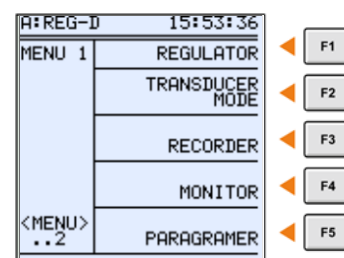 A:REG-D 15:53:36
MENU 1 REGULATOR F1
TRANSDUCER
MODE F2
RECORDER F3
MONITOR F4
<MENU>
..2 PARAGRAMER F5